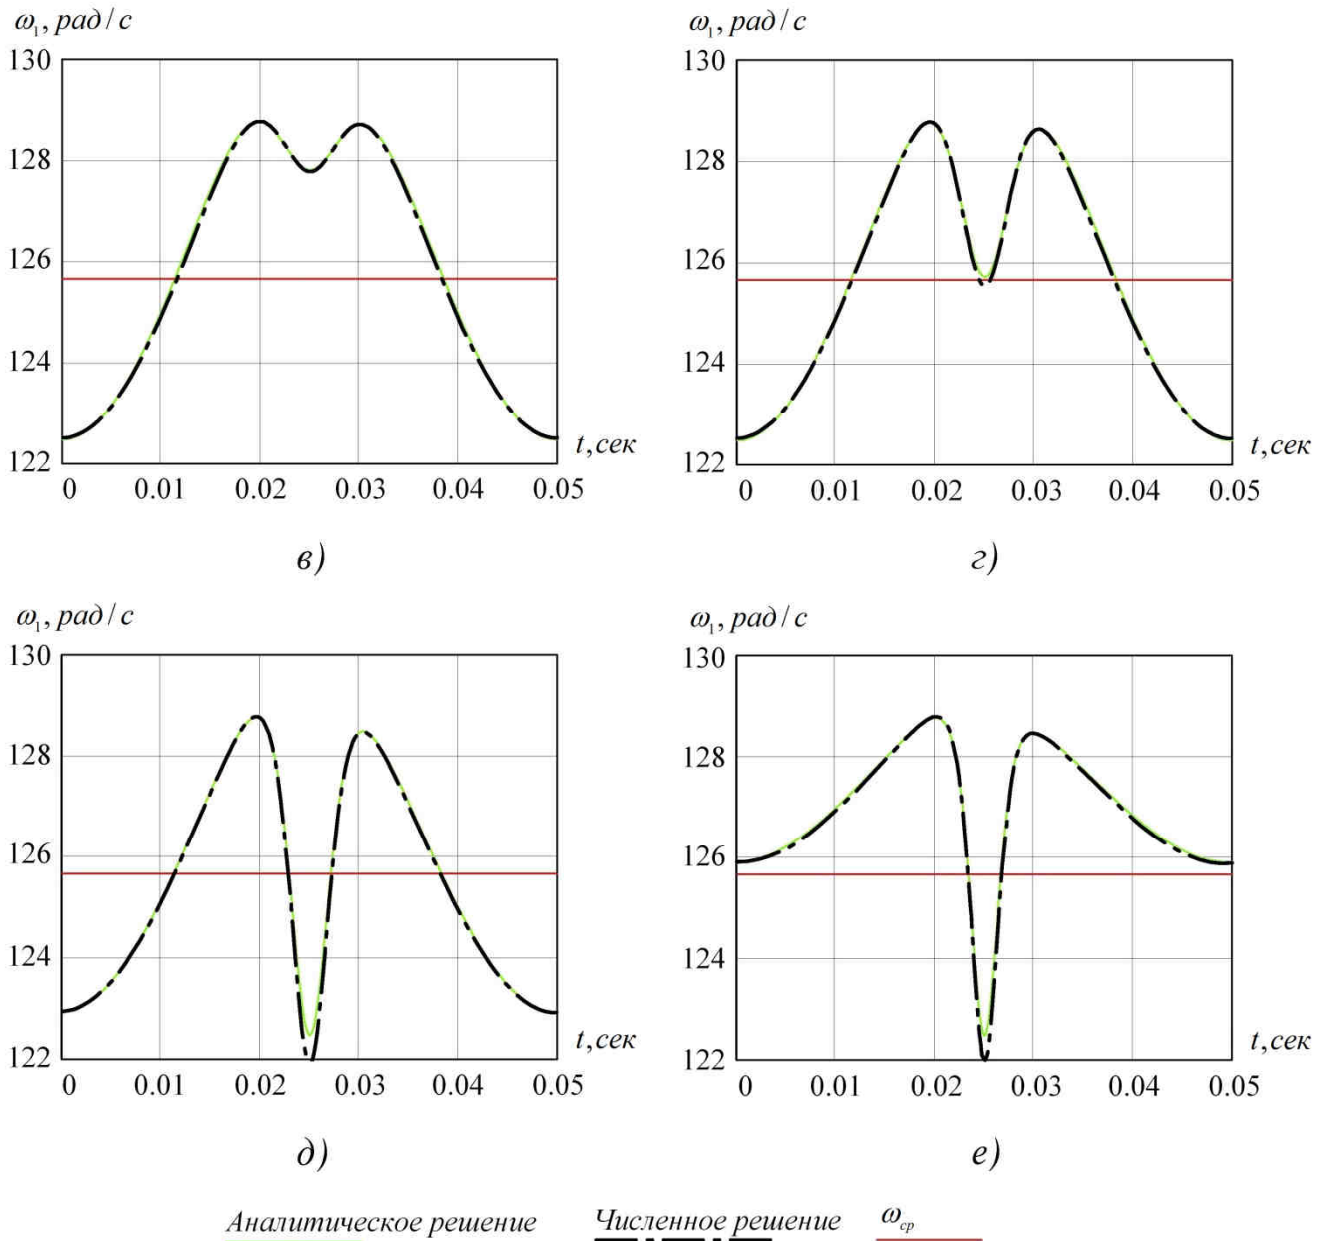 ω₁, рад/с ω₁, рад/с
130 130
128 128
126 126
124 124
122 t, сек 122 t, сек
0 0.01 0.02 0.03 0.04 0.05 0 0.01 0.02 0.03 0.04 0.05
в) г)
ω₁, рад/с ω₁, рад/с
130 130
128 128
126 126
124 124
122 t, сек 122 t, сек
0 0.01 0.02 0.03 0.04 0.05 0 0.01 0.02 0.03 0.04 0.05
д) е)
Аналитическое решение Численное решение ω_ср